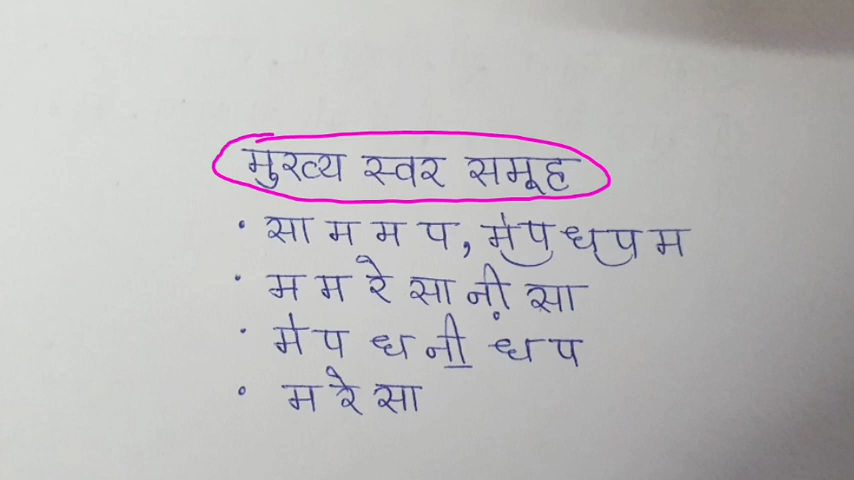 मुख्य स्वर समूह
• सा म म प, म॑ प ध प म
• म म रे सा ऩी सा
• म॑ प ध नी॒ ध प
• म रे सा